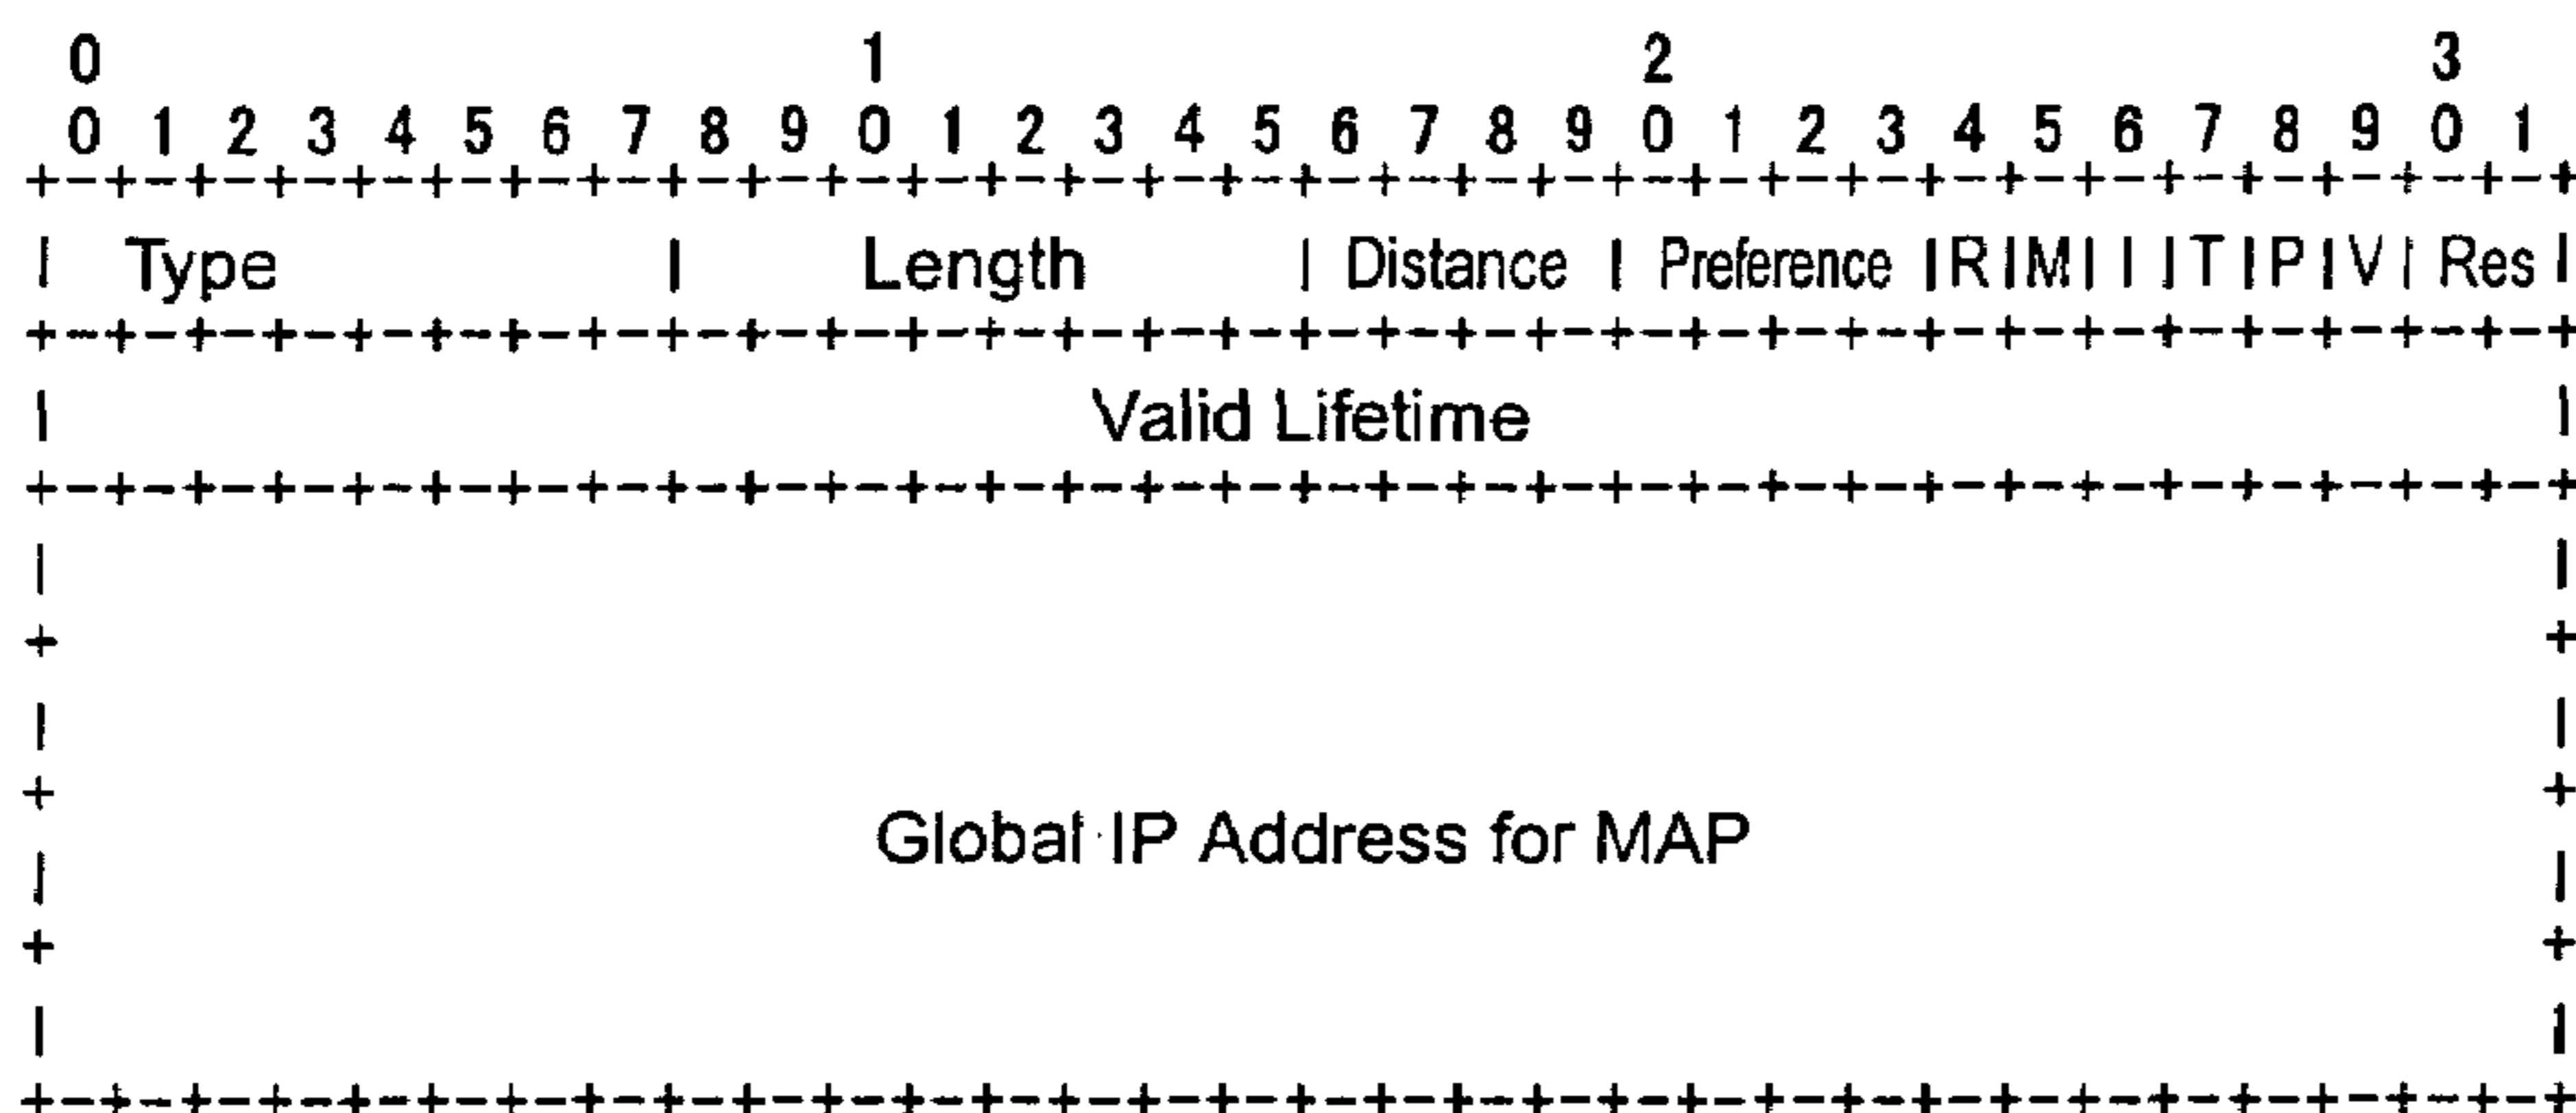 0 1 2 3
0 1 2 3 4 5 6 7 8 9 0 1 2 3 4 5 6 7 8 9 0 1 2 3 4 5 6 7 8 9 0 1
+-+-+-+-+-+-+-+-+-+-+-+-+-+-+-+-+-+-+-+-+-+-+-+-+-+-+-+-+-+-+-+-+
| Type | Length | Distance | Preference |R|M| I |T|P|V| Res |
+-+-+-+-+-+-+-+-+-+-+-+-+-+-+-+-+-+-+-+-+-+-+-+-+-+-+-+-+-+-+-+-+
| Valid Lifetime |
+-+-+-+-+-+-+-+-+-+-+-+-+-+-+-+-+-+-+-+-+-+-+-+-+-+-+-+-+-+-+-+-+
| |
+ +
| |
+ +
| Global IP Address for MAP |
+ +
| |
+-+-+-+-+-+-+-+-+-+-+-+-+-+-+-+-+-+-+-+-+-+-+-+-+-+-+-+-+-+-+-+-+